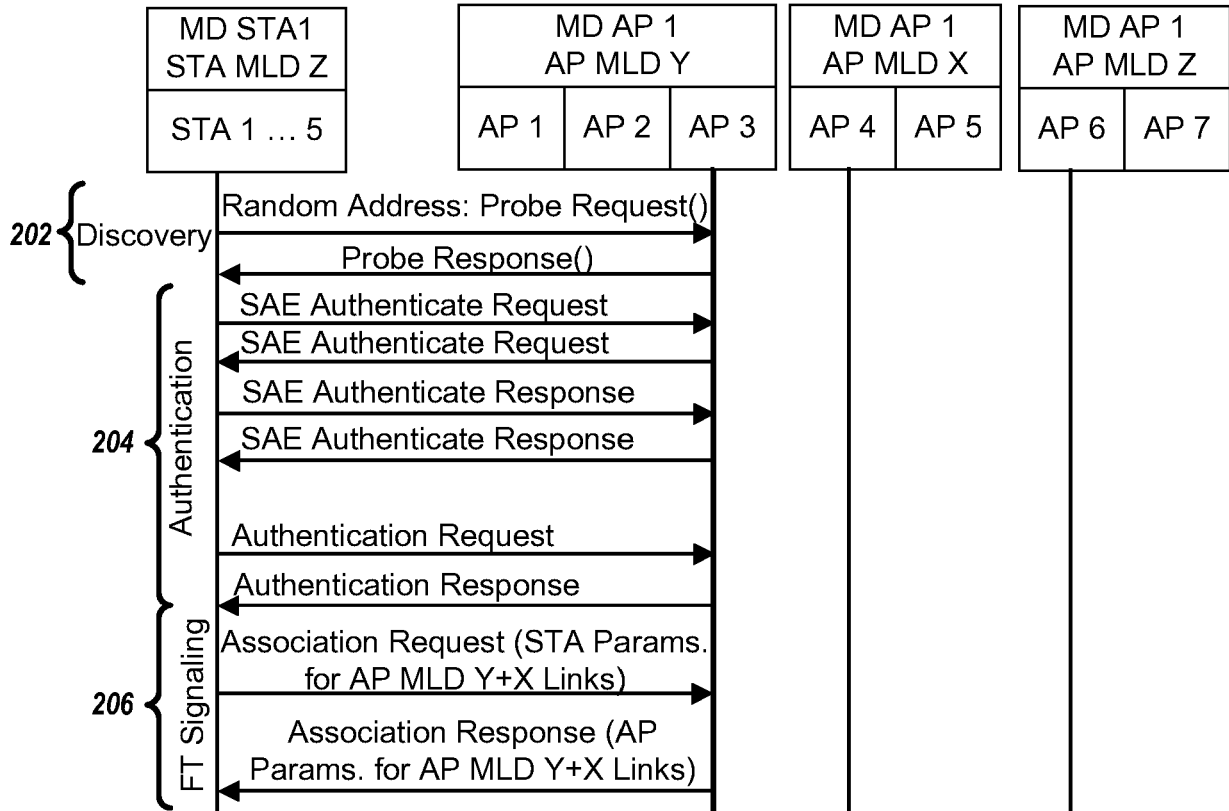 MD STA1
STA MLD Z
STA 1 ... 5
MD AP 1
AP MLD Y
AP 1
AP 2
AP 3
MD AP 1
AP MLD X
AP 4
AP 5
MD AP 1
AP MLD Z
AP 6
AP 7
202
Discovery
Random Address: Probe Request()
Probe Response()
204
Authentication
SAE Authenticate Request
SAE Authenticate Request
SAE Authenticate Response
SAE Authenticate Response
Authentication Request
Authentication Response
206
FT Signaling
Association Request (STA Params.
for AP MLD Y+X Links)
Association Response (AP
Params. for AP MLD Y+X Links)